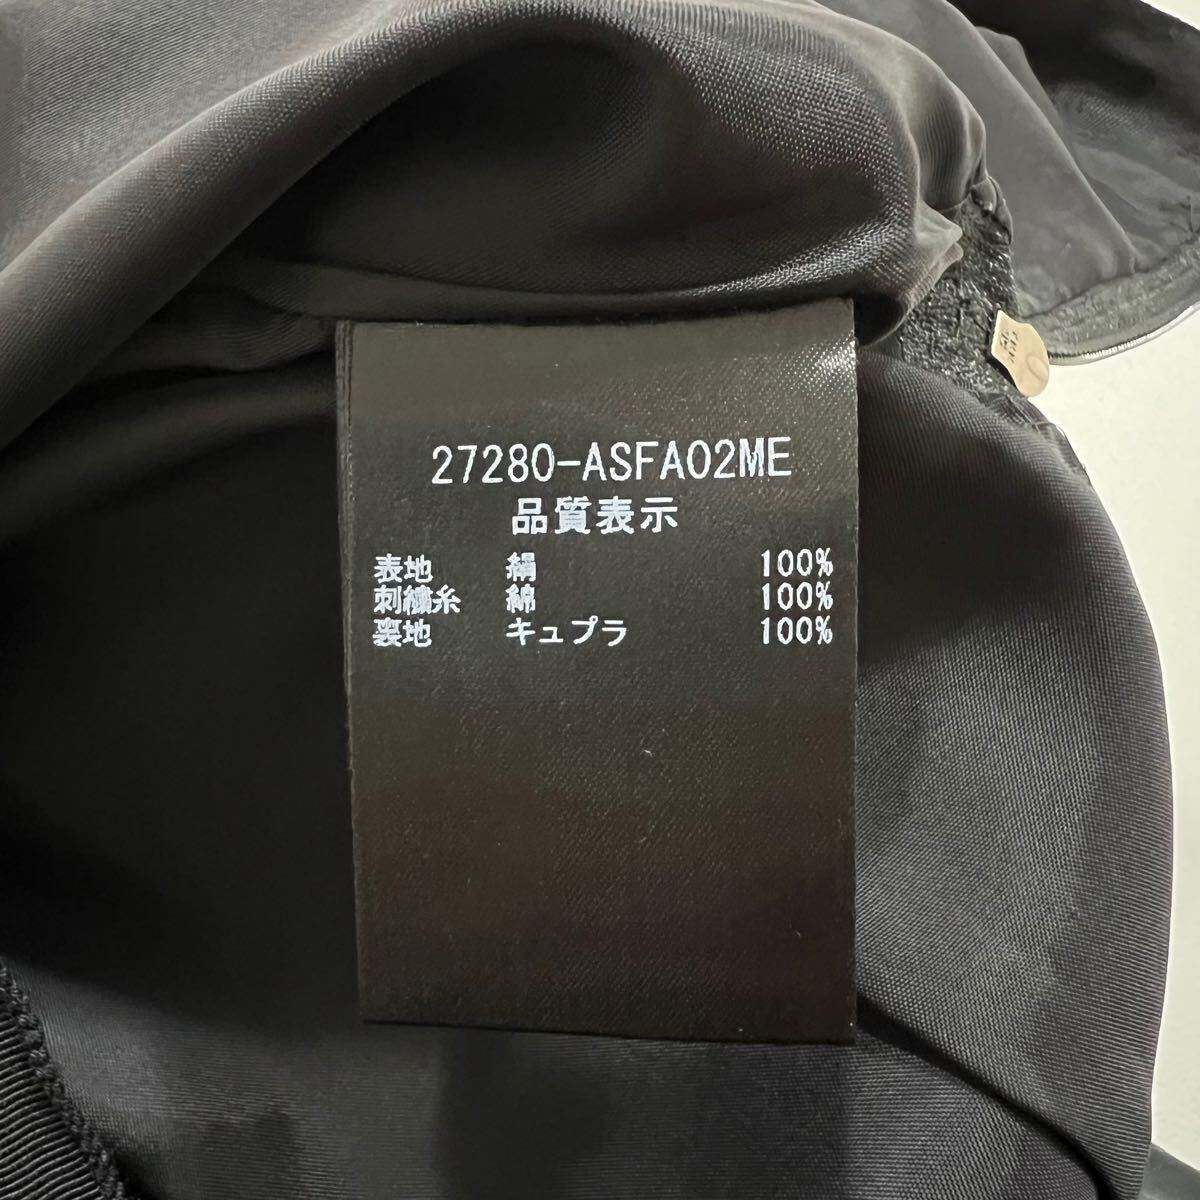 27280-ASFA02ME
品質表示
表地 絹 100%
刺繍糸 綿 100%
裏地 キュプラ 100%